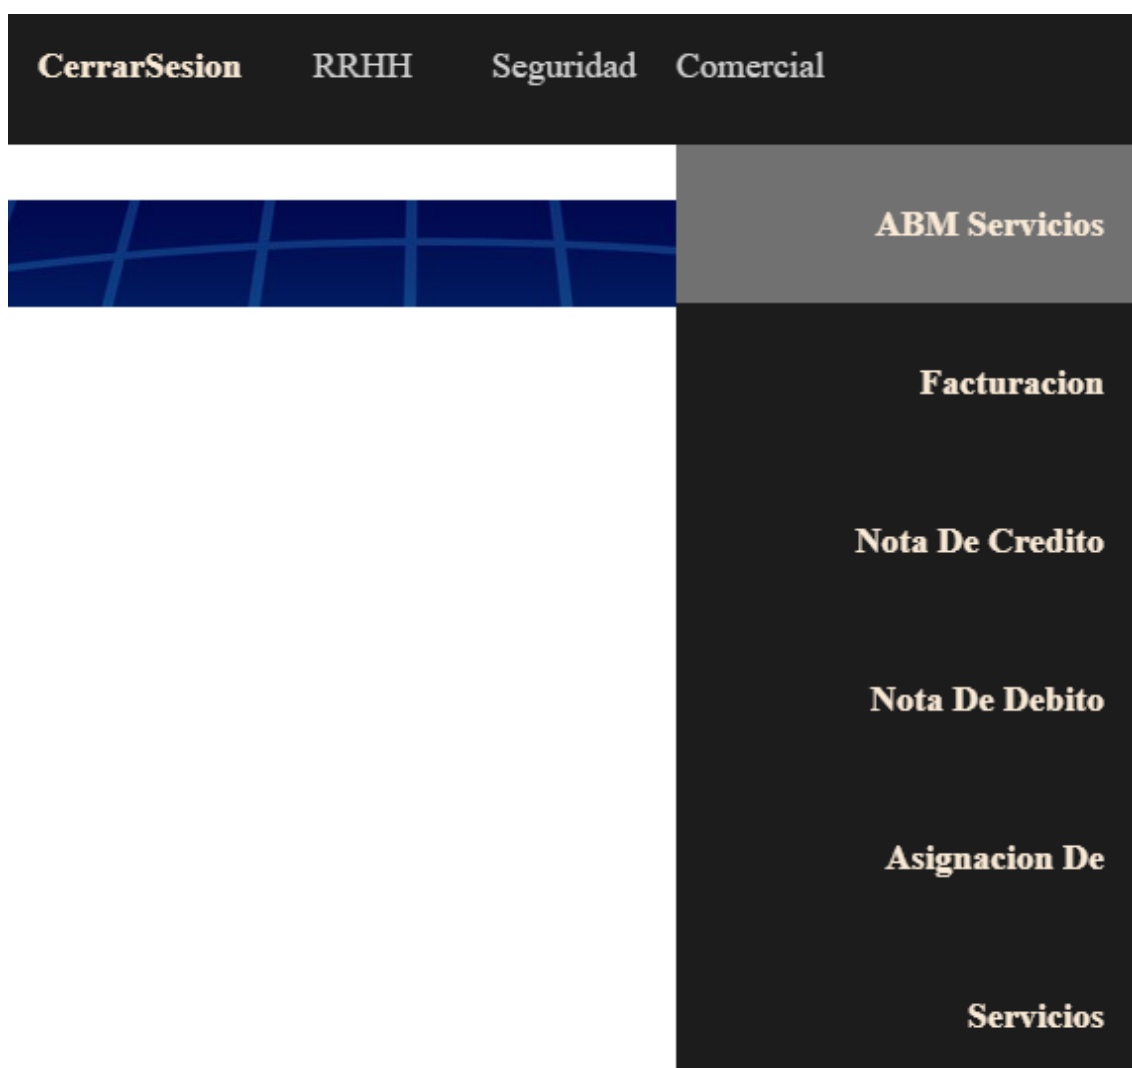 CerrarSesion RRHH Seguridad Comercial
ABM Servicios
Facturacion
Nota De Credito
Nota De Debito
Asignacion De
Servicios